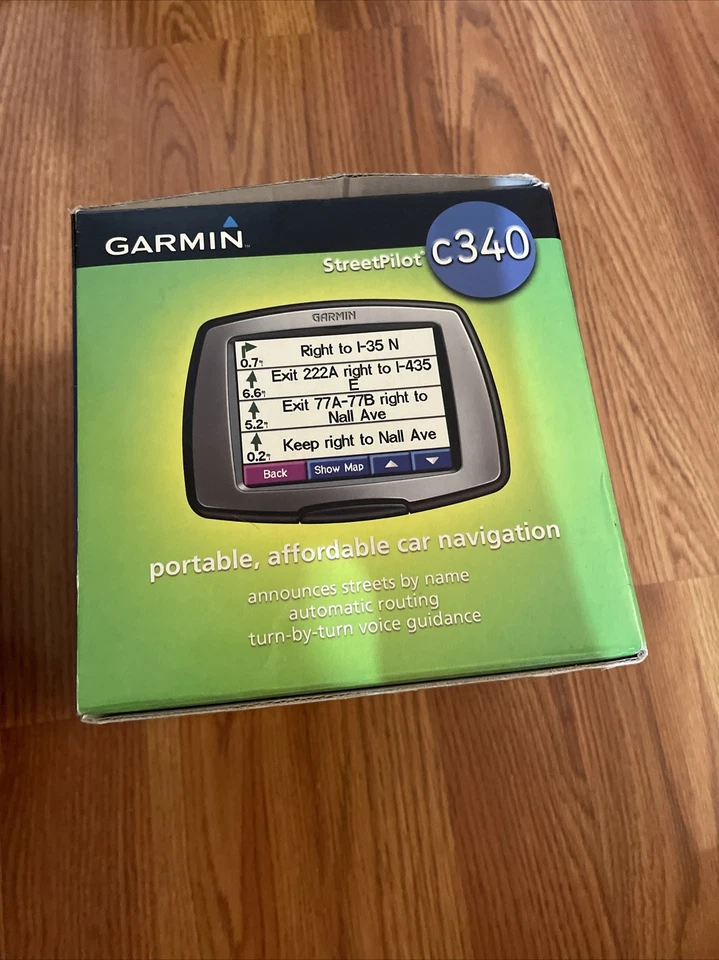 GARMIN™
StreetPilot® c340
GARMIN
0.7 Right to I-35 N
6.6 Exit 222A right to I-435
E
5.2 Exit 77A-77B right to
Nall Ave
0.2 Keep right to Nall Ave
Back Show Map
portable, affordable car navigation
announces streets by name
automatic routing
turn-by-turn voice guidance